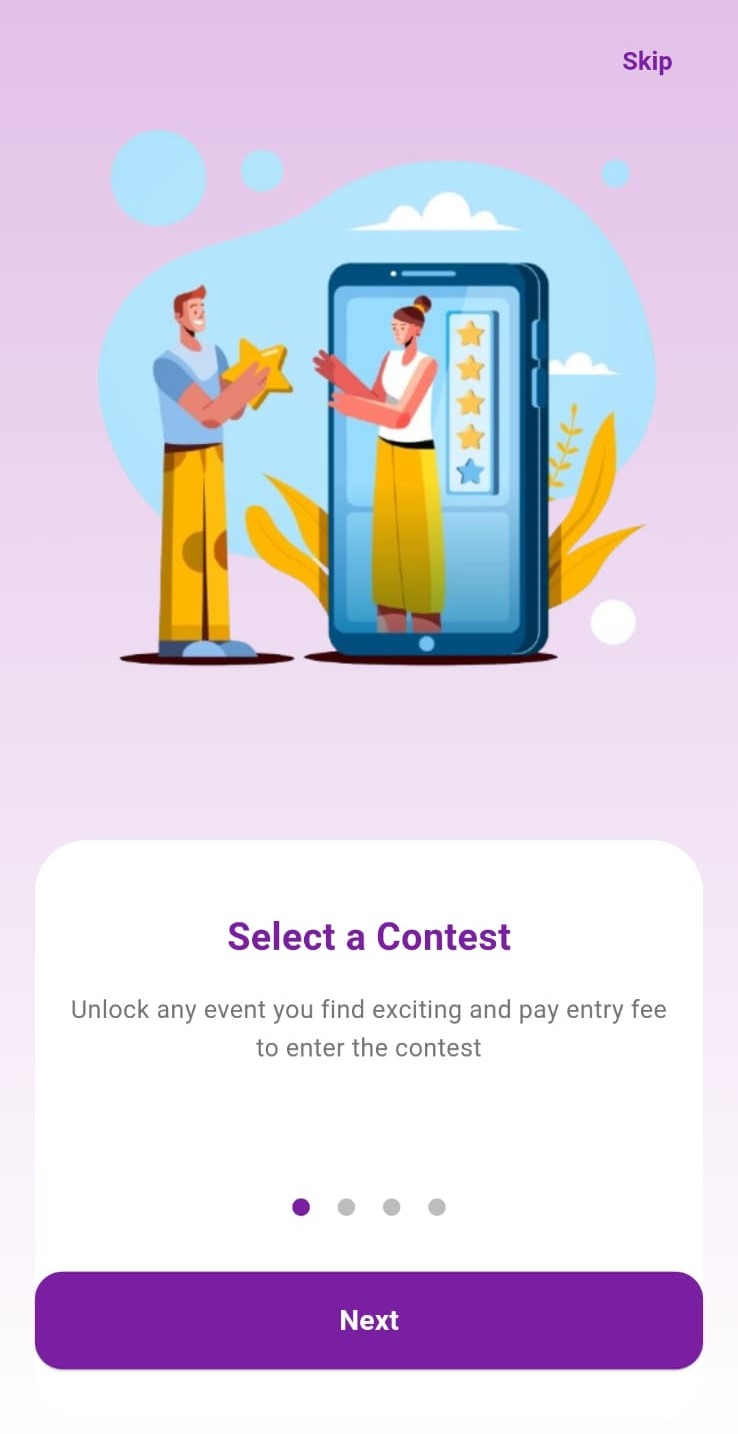 Skip
Select a Contest
Unlock any event you find exciting and pay entry fee
to enter the contest
Next